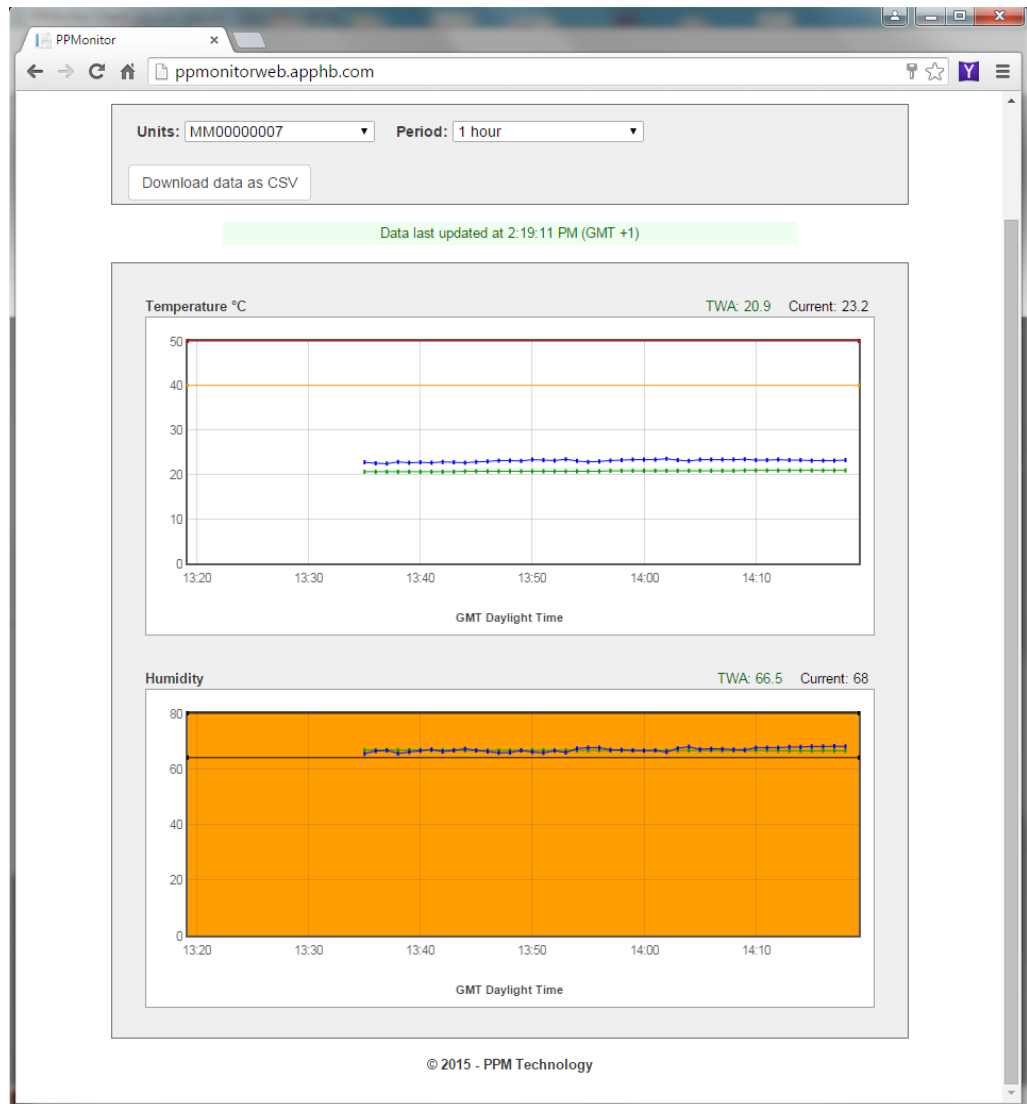 PPMonitor
ppmonitorweb.apphb.com
Units: MM00000007 Period: 1 hour
Download data as CSV
Data last updated at 2:19:11 PM (GMT +1)
Temperature °C TWA: 20.9 Current: 23.2
50
40
30
20
10
0
13:20 13:30 13:40 13:50 14:00 14:10
GMT Daylight Time
Humidity TWA: 66.5 Current: 68
80
60
40
20
0
13:20 13:30 13:40 13:50 14:00 14:10
GMT Daylight Time
© 2015 - PPM Technology